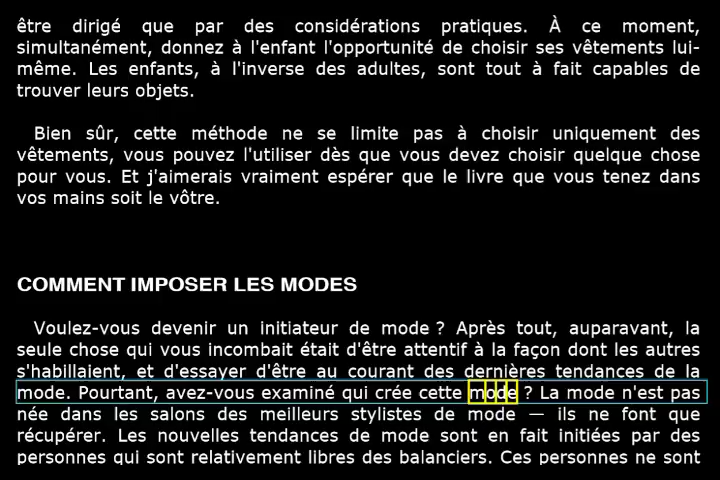 être dirigé que par des considérations pratiques. À ce moment,
simultanément, donnez à l'enfant l'opportunité de choisir ses vêtements lui-
même. Les enfants, à l'inverse des adultes, sont tout à fait capables de
trouver leurs objets.
Bien sûr, cette méthode ne se limite pas à choisir uniquement des
vêtements, vous pouvez l'utiliser dès que vous devez choisir quelque chose
pour vous. Et j'aimerais vraiment espérer que le livre que vous tenez dans
vos mains soit le vôtre.
COMMENT IMPOSER LES MODES
Voulez-vous devenir un initiateur de mode ? Après tout, auparavant, la
seule chose qui vous incombait était d'être attentif à la façon dont les autres
s'habillaient, et d'essayer d'être au courant des dernières tendances de la
mode. Pourtant, avez-vous examiné qui crée cette mode ? La mode n'est pas
née dans les salons des meilleurs stylistes de mode — ils ne font que
récupérer. Les nouvelles tendances de mode sont en fait initiées par des
personnes qui sont relativement libres des balanciers. Ces personnes ne sont